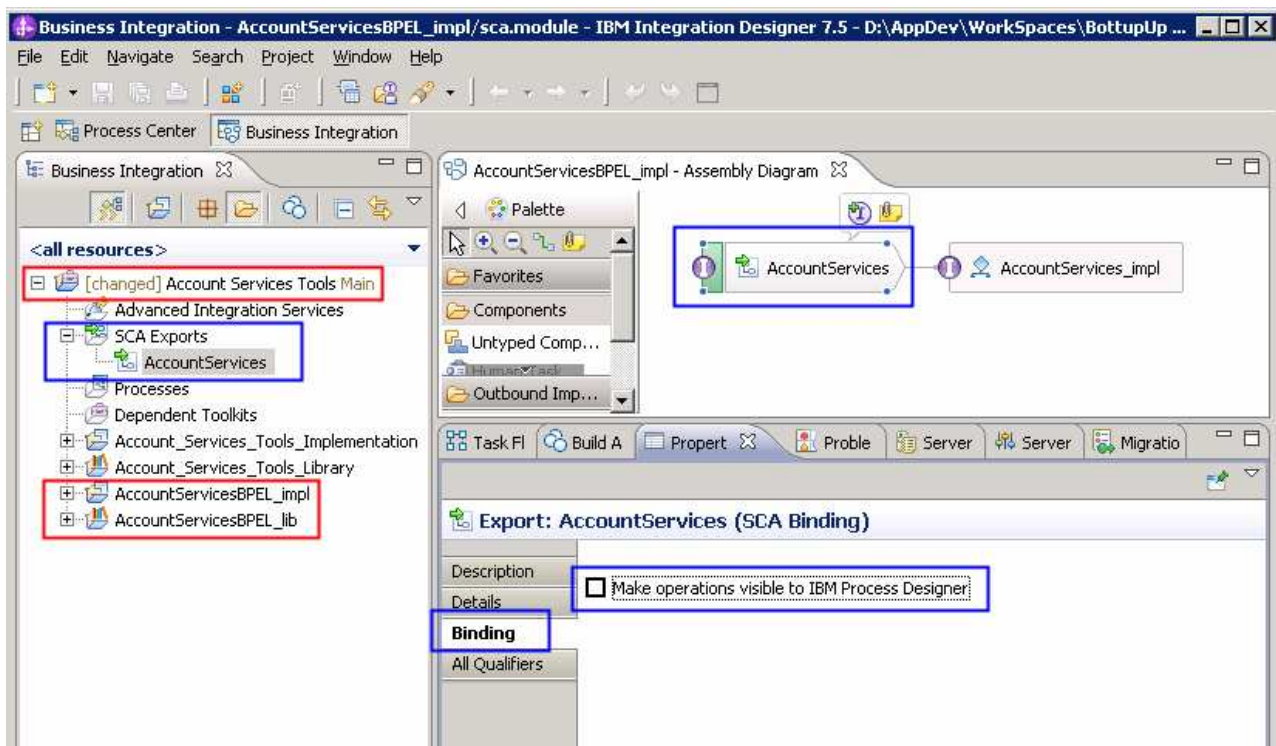 Business Integration - AccountServicesBPEL_impl/sca.module - IBM Integration Designer 7.5 - D:\AppDev\WorkSpaces\BottupUp ...
File Edit Navigate Search Project Window Help
Process Center Business Integration
Business Integration
<all resources>
[changed] Account Services Tools Main
Advanced Integration Services
SCA Exports
AccountServices
Processes
Dependent Toolkits
Account_Services_Tools_Implementation
Account_Services_Tools_Library
AccountServicesBPEL_impl
AccountServicesBPEL_lib
AccountServicesBPEL_impl - Assembly Diagram
Palette
Favorites
Components
Untyped Comp...
Human Task
Outbound Imp...
AccountServices
AccountServices_impl
Task Fl Build A Propert Proble Server Server Migratio
Export: AccountServices (SCA Binding)
Description
Details
Binding
All Qualifiers
Make operations visible to IBM Process Designer